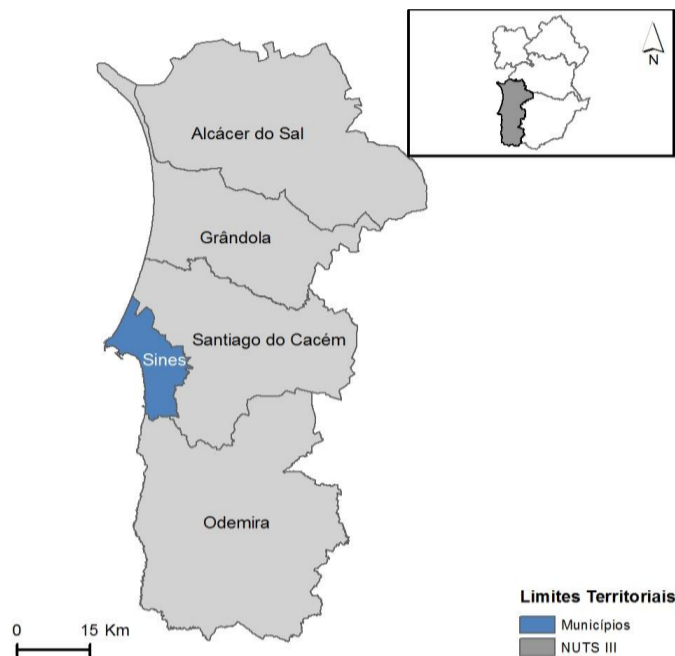 N
Alcácer do Sal
Grândola
Santiago do Cacém
Sines
Odemira
0 15 Km
Limites Territoriais
Municípios
NUTS III